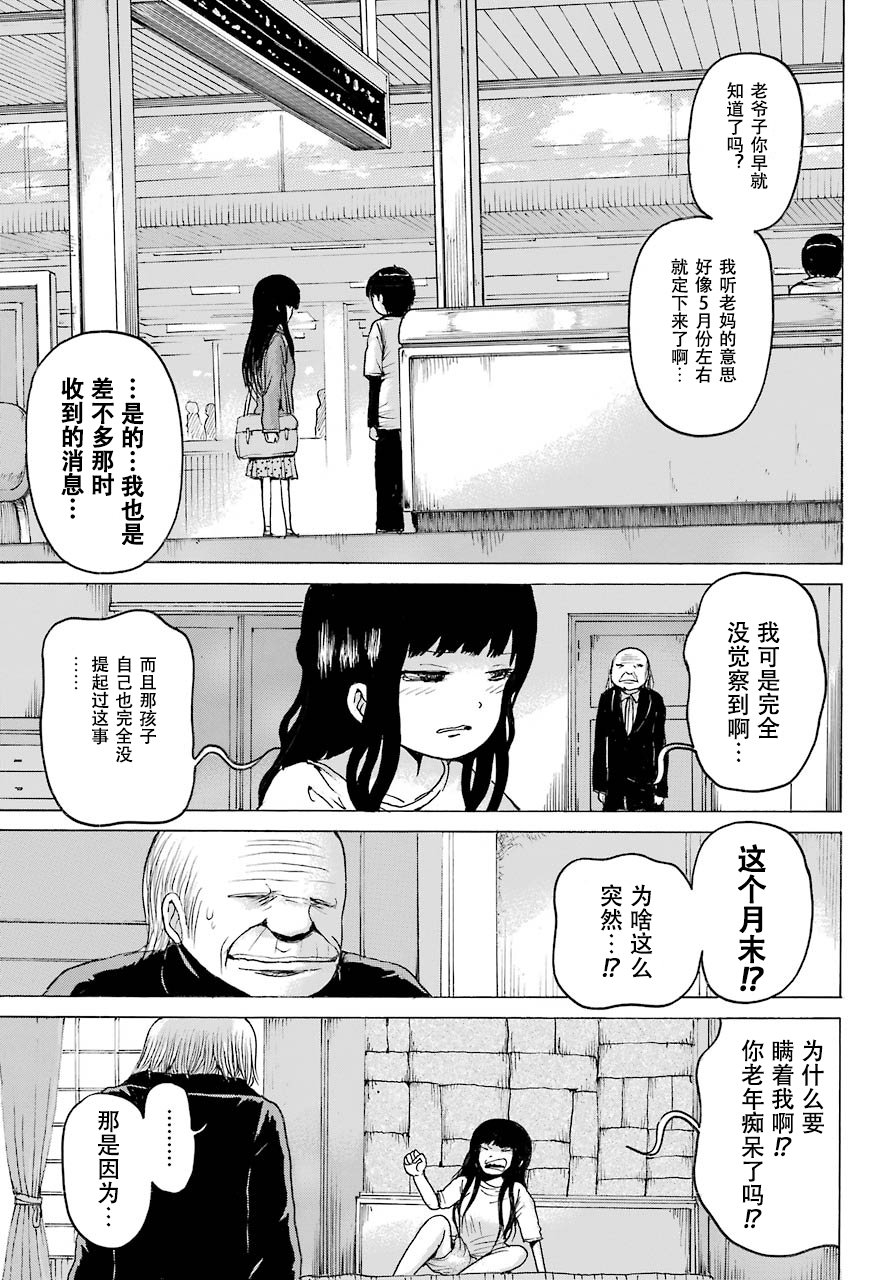 老爷子你早就
知道了吗?
我听老妈的意思
好像5月份左右
就定下来了啊…
…是的…我也是
差不多那时
收到的消息…
我可是完全
没觉察到啊…
而且那孩子
自己也完全没
提起过这事
……
这个月末!?
为啥这么
突然…!?
为什么要
瞒着我啊!?
你老年痴呆了吗!?
……
那是因为…